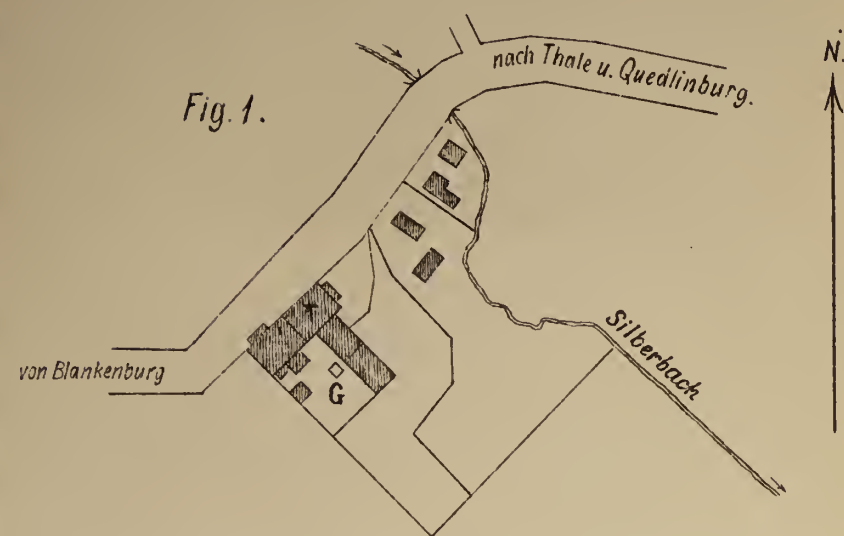 nach Thale u. Quedlinburg.
N.
Fig. 1.
Silberbach
von Blankenburg
G